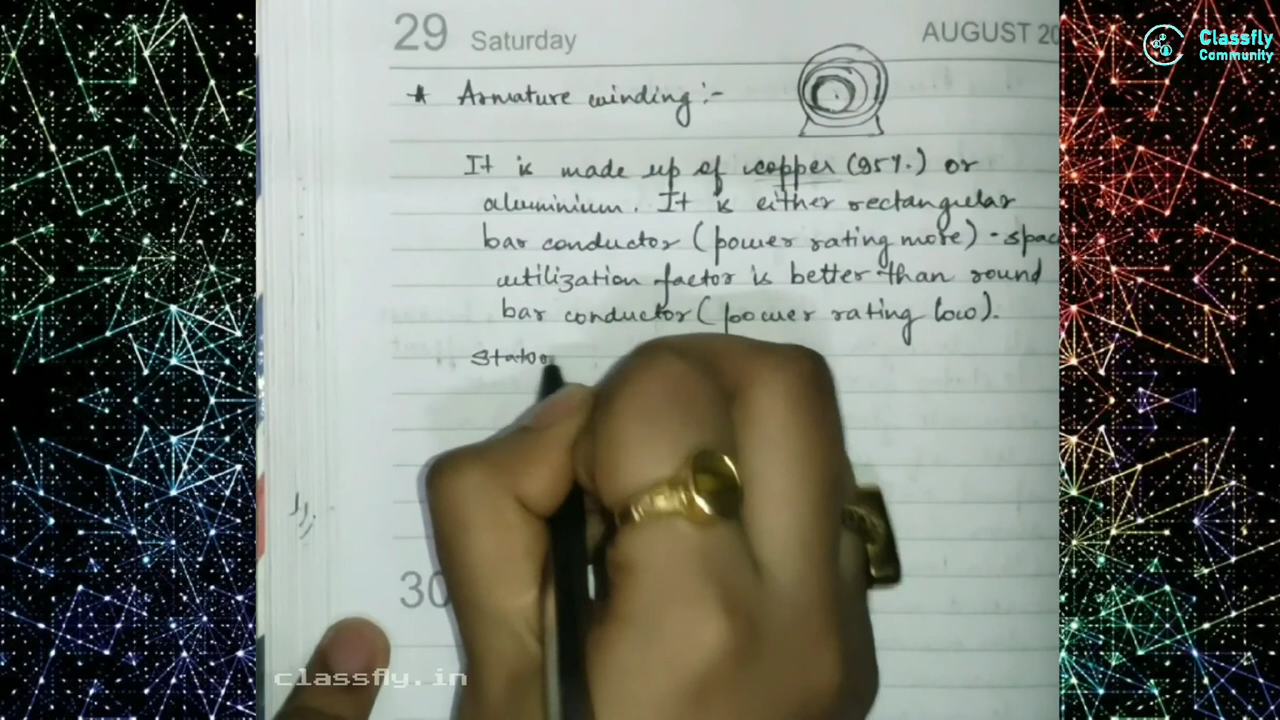 29 Saturday
AUGUST 20
Classfly
Community
* Armature winding :-
It is made up of copper (95%.) or
aluminium. It is either rectangular
bar conductor (power rating more) - spac
utilization factor is better than round
bar conductor (power rating low).
Stato
30
classfly.in